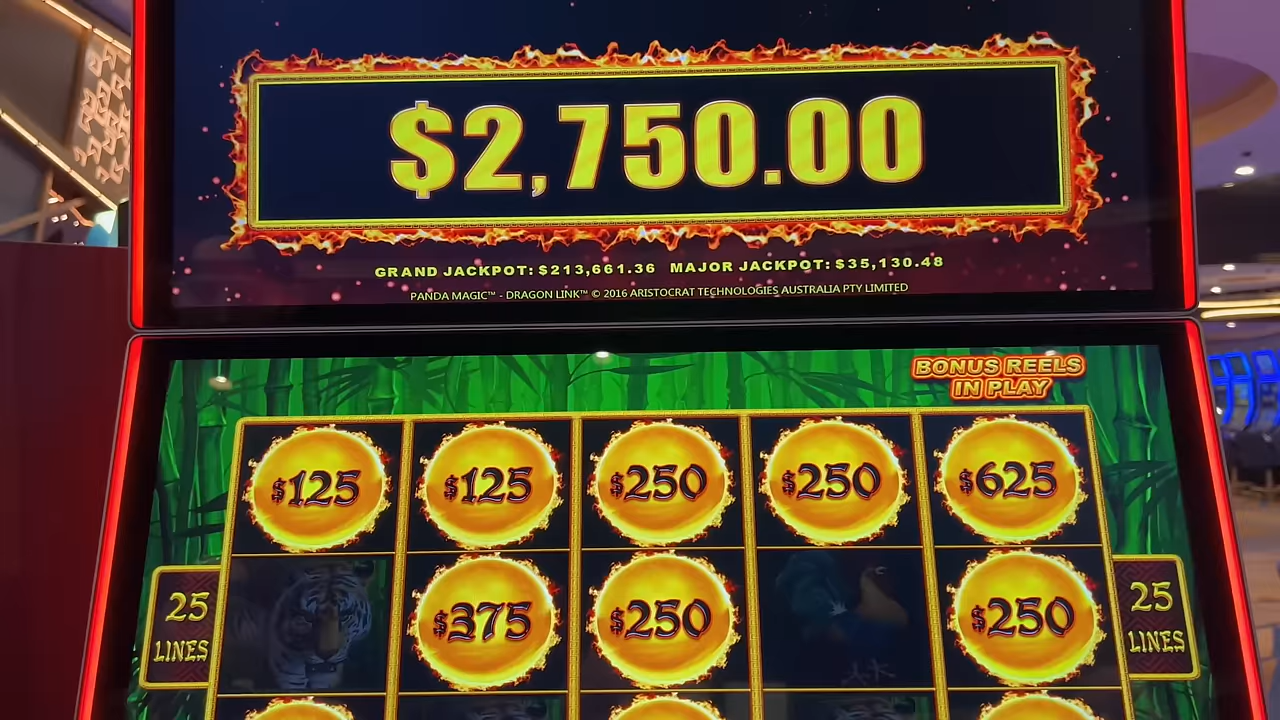 $2,750.00
GRAND JACKPOT: $213,661.36 MAJOR JACKPOT: $35,130.48
PANDA MAGIC™ - DRAGON LINK™ © 2016 ARISTOCRAT TECHNOLOGIES AUSTRALIA PTY LIMITED
BONUS REELS
IN PLAY
$125 $125 $250 $250 $625
25
LINES
$375 $250 $250
25
LINES